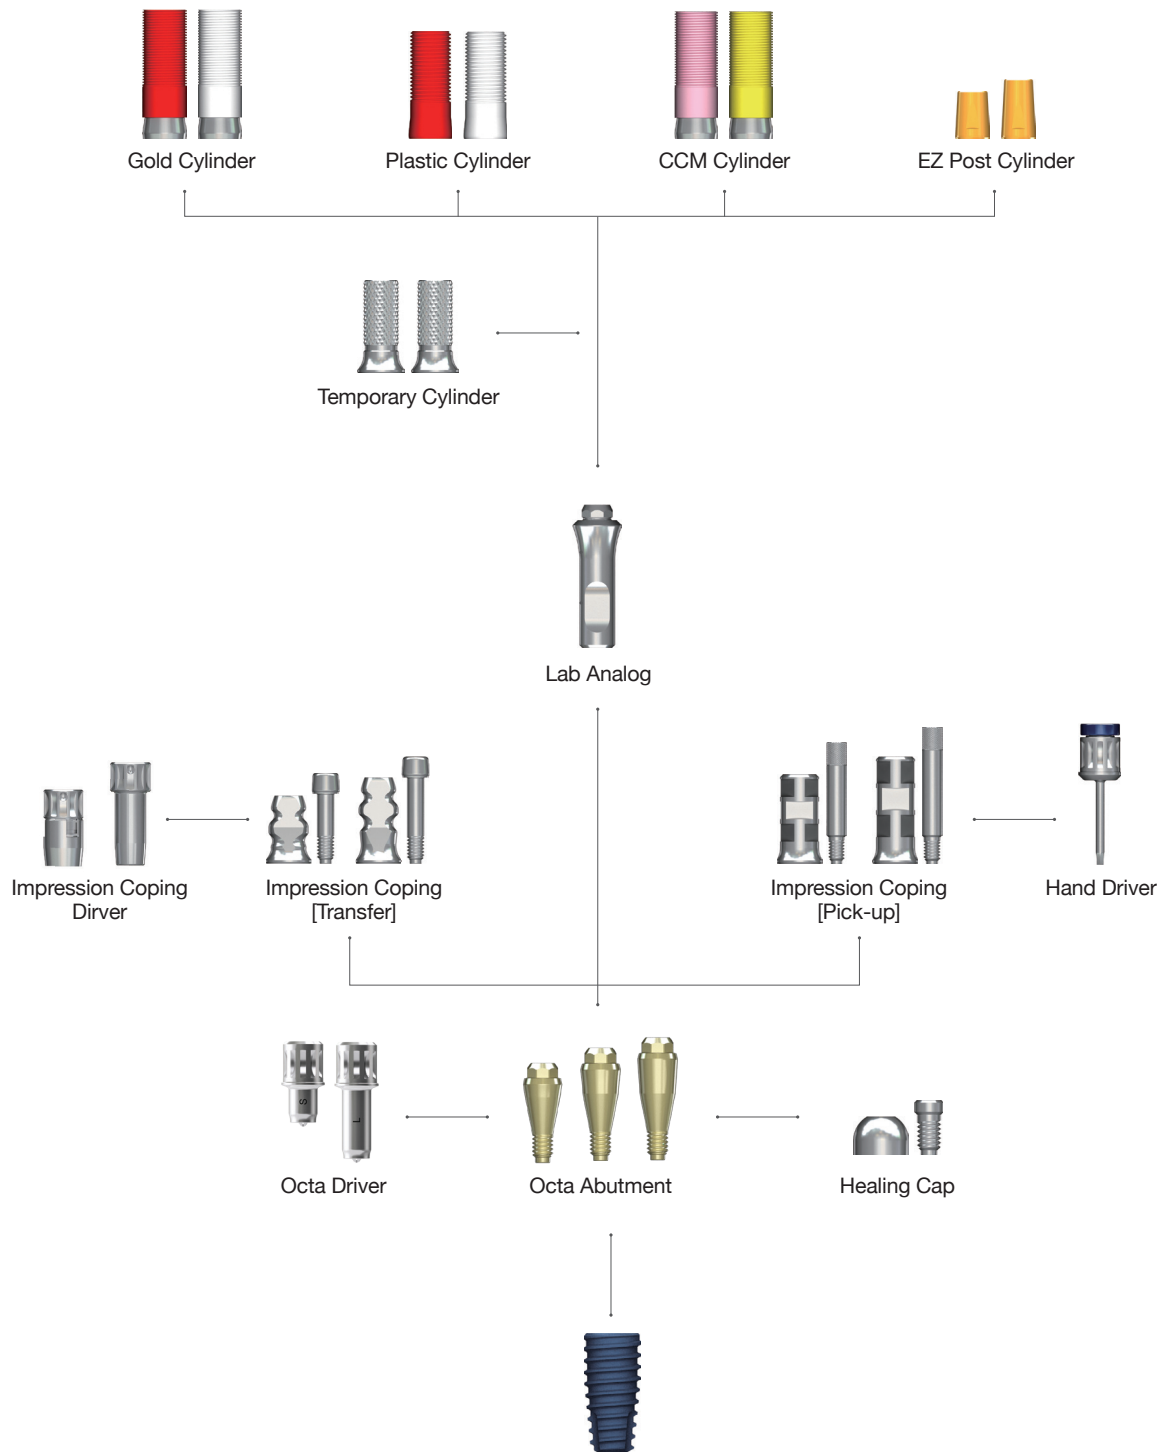 Gold Cylinder
Plastic Cylinder
CCM Cylinder
EZ Post Cylinder
Temporary Cylinder
Lab Analog
Impression Coping
Dirver
Impression Coping
[Transfer]
Impression Coping
[Pick-up]
Hand Driver
S
L
Octa Driver
Octa Abutment
Healing Cap